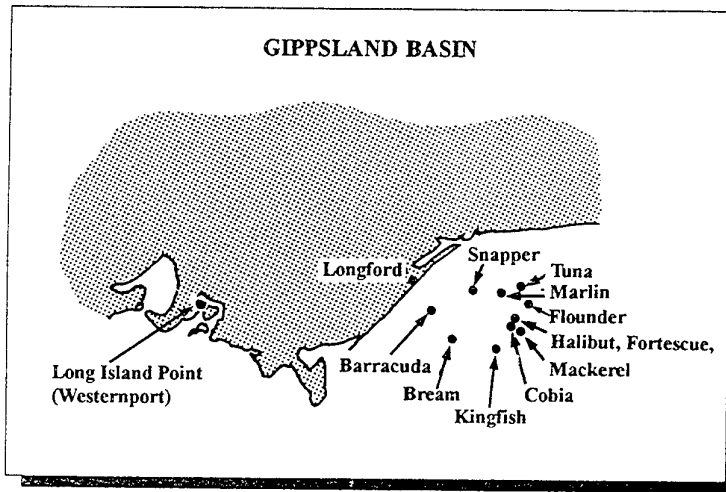 GIPPSLAND BASIN
Snapper
Longford
Tuna
Marlin
Flounder
Halibut, Fortescue,
Mackerel
Cobia
Kingfish
Bream
Barracuda
Long Island Point
(Westernport)